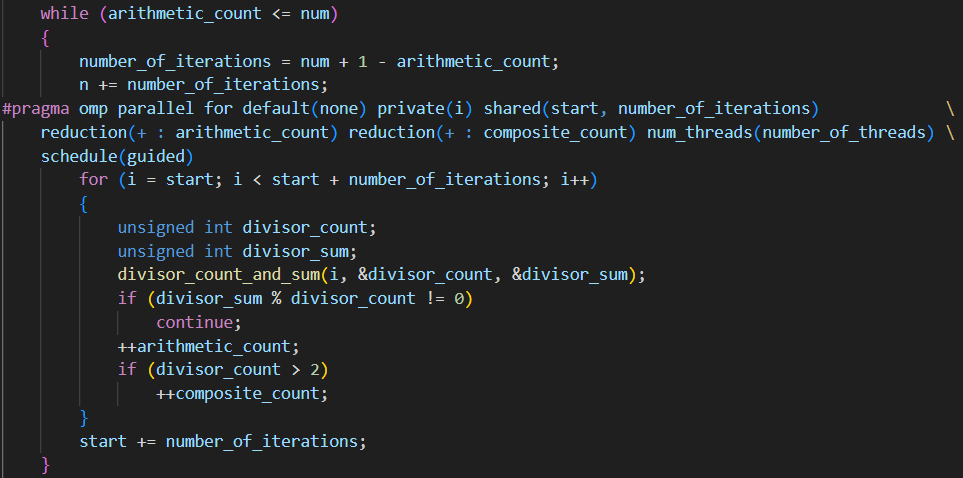 while (arithmetic_count <= num)
{
number_of_iterations = num + 1 - arithmetic_count;
n += number_of_iterations;
#pragma omp parallel for default(none) private(i) shared(start, number_of_iterations) \
reduction(+ : arithmetic_count) reduction(+ : composite_count) num_threads(number_of_threads) \
schedule(guided)
for (i = start; i < start + number_of_iterations; i++)
{
unsigned int divisor_count;
unsigned int divisor_sum;
divisor_count_and_sum(i, &divisor_count, &divisor_sum);
if (divisor_sum % divisor_count != 0)
continue;
++arithmetic_count;
if (divisor_count > 2)
++composite_count;
}
start += number_of_iterations;
}